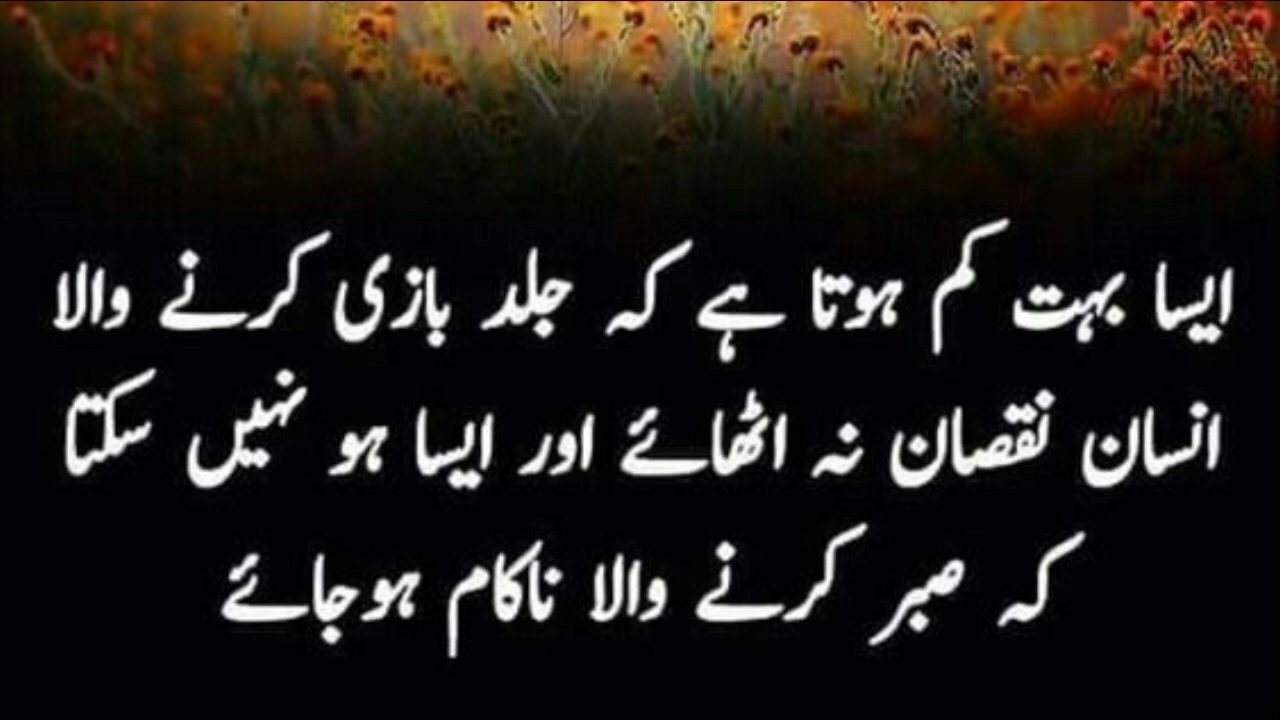 ایسا بہت کم ہوتا ہے کہ جلد بازی کرنے والا
انسان نقصان نہ اٹھائے اور ایسا ہو نہیں سکتا
کہ صبر کرنے والا ناکام ہوجائے